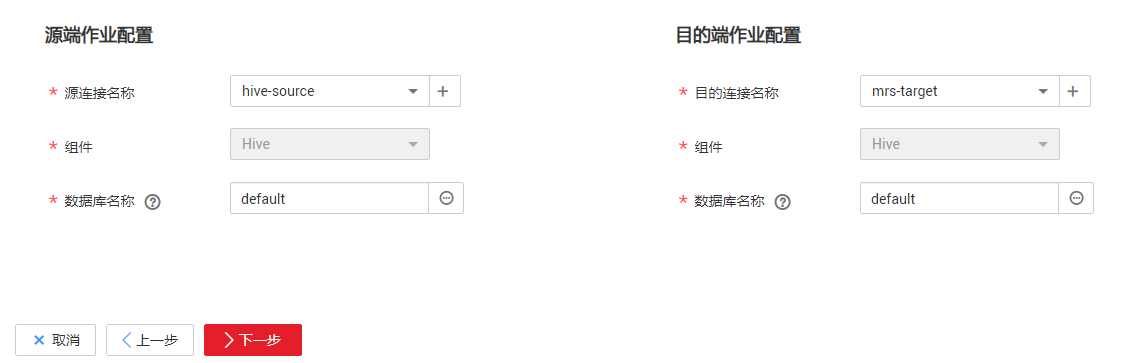 源端作业配置
* 源连接名称 hive-source
* 组件 Hive
* 数据库名称 default
目的端作业配置
* 目的连接名称 mrs-target
* 组件 Hive
* 数据库名称 default
取消 上一步 下一步